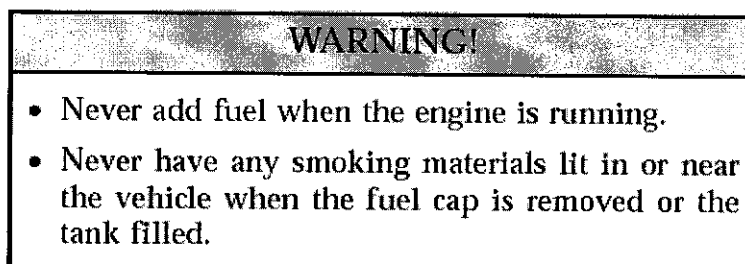 WARNING!
• Never add fuel when the engine is running.
• Never have any smoking materials lit in or near
the vehicle when the fuel cap is removed or the
tank filled.